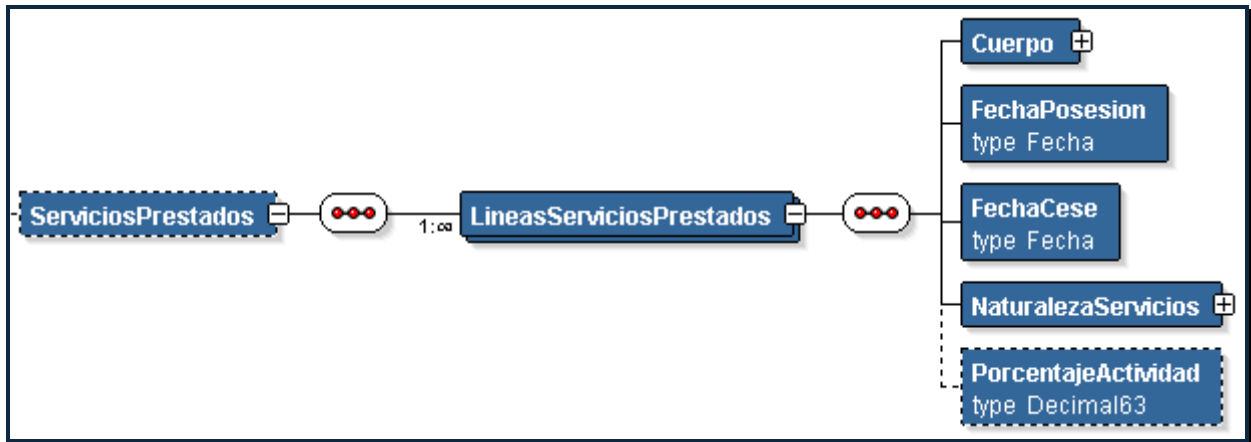 Cuerpo
FechaPosesion
type Fecha
ServiciosPrestados
1:∞
LineasServiciosPrestados
FechaCese
type Fecha
NaturalezaServicios
PorcentajeActividad
type Decimal63